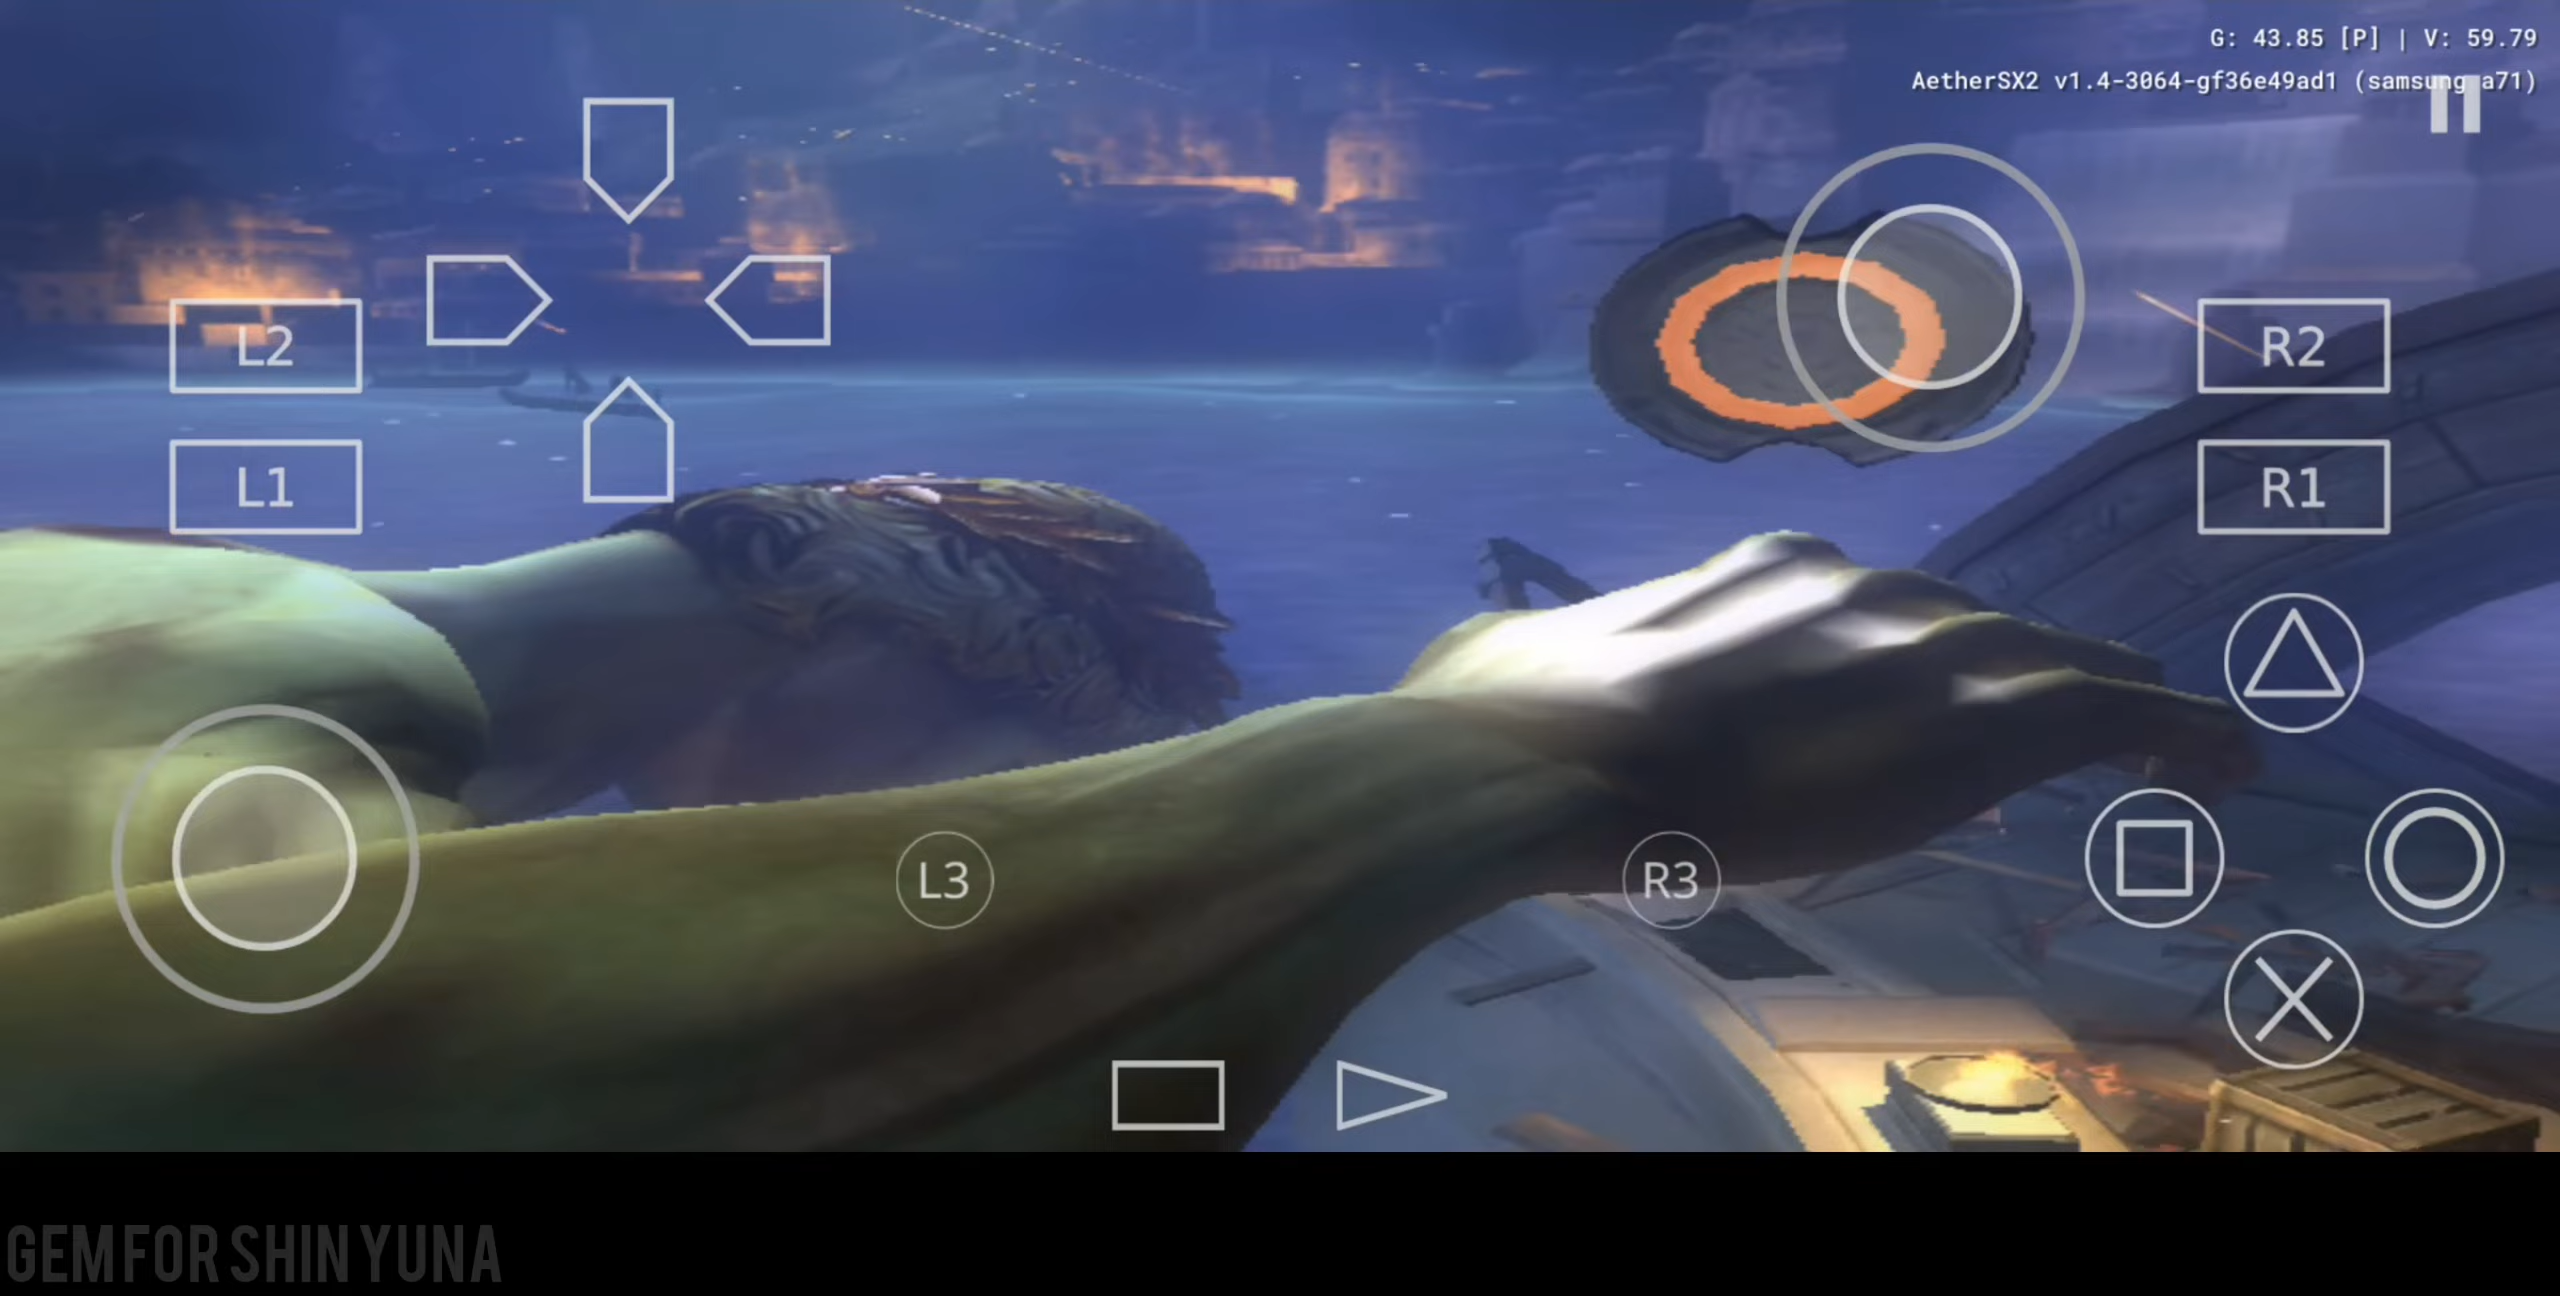 G: 43.85 [P] | V: 59.79
AetherSX2 v1.4-3064-gf36e49ad1 (samsung a71)
L2
R2
L1
R1
L3
R3
GEM FOR SHIN YUNA